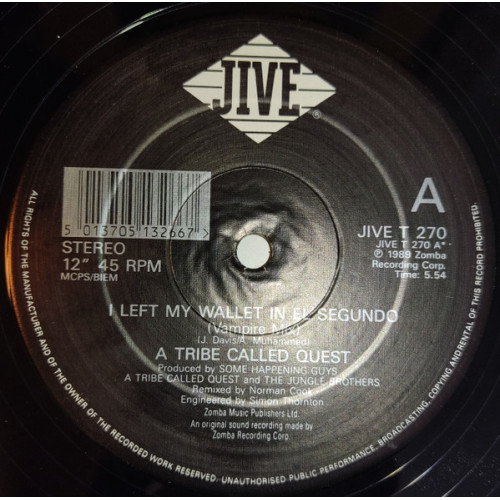 JIVE
®
A
5 013705 132667
STEREO
12" 45 RPM
MCPS/BIEM
JIVE T 270
JIVE T 270 A*
℗ 1989 Zomba
Recording Corp.
Time: 5.54
I LEFT MY WALLET IN EL SEGUNDO
(Vampire Mix)
(J. Davis/A. Muhammed)
A TRIBE CALLED QUEST
Produced by SOME HAPPENING GUYS
A TRIBE CALLED QUEST and THE JUNGLE BROTHERS
Remixed by Norman Cook
Engineered by Simon Thornton
Zomba Music Publishers Ltd.
An original sound recording made by
Zomba Recording Corp.
ALL RIGHTS OF THE MANUFACTURER AND OF THE OWNER OF THE RECORDED WORK RESERVED. UNAUTHORISED PUBLIC PERFORMANCE, BROADCASTING, COPYING AND RENTAL OF THIS RECORD PROHIBITED.